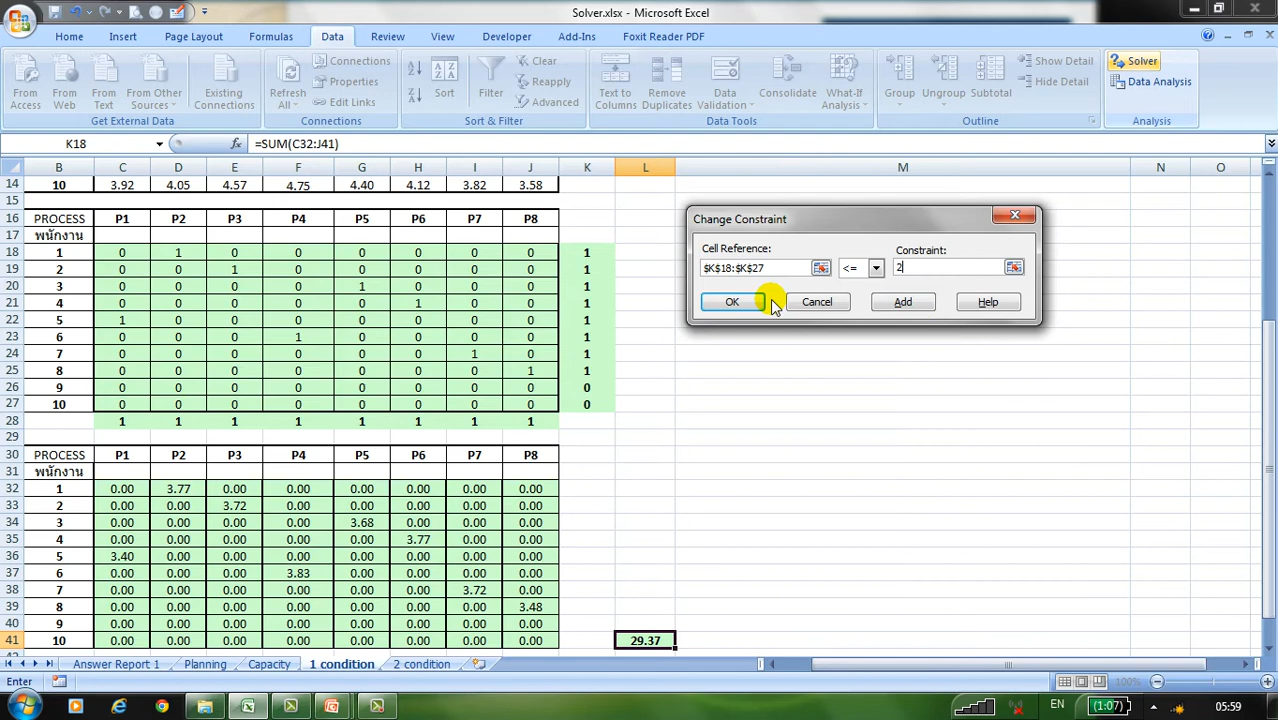 Solver.xlsx - Microsoft Excel
Home Insert Page Layout Formulas Data Review View Developer Add-Ins Foxit Reader PDF
From Access From Web From Text From Other Sources Existing Connections Refresh All Connections Properties Edit Links Sort Filter Clear Reapply Advanced Text to Columns Remove Duplicates Data Validation Consolidate What-If Analysis Group Ungroup Subtotal Show Detail Hide Detail Solver Data Analysis
Get External Data Connections Sort & Filter Data Tools Outline Analysis
K18 fx =SUM(C32:J41)
B C D E F G H I J K L M N O
14 10 3.92 4.05 4.57 4.75 4.40 4.12 3.82 3.58
15
16 PROCESS P1 P2 P3 P4 P5 P6 P7 P8
17 พนักงาน
18 1 0 1 0 0 0 0 0 0 1
19 2 0 0 1 0 0 0 0 0 1
20 3 0 0 0 0 1 0 0 0 1
21 4 0 0 0 0 0 1 0 0 1
22 5 1 0 0 0 0 0 0 0 1
23 6 0 0 0 1 0 0 0 0 1
24 7 0 0 0 0 0 0 1 0 1
25 8 0 0 0 0 0 0 0 1 1
26 9 0 0 0 0 0 0 0 0 0
27 10 0 0 0 0 0 0 0 0 0
28 1 1 1 1 1 1 1 1
29
30 PROCESS P1 P2 P3 P4 P5 P6 P7 P8
31 พนักงาน
32 1 0.00 3.77 0.00 0.00 0.00 0.00 0.00 0.00
33 2 0.00 0.00 3.72 0.00 0.00 0.00 0.00 0.00
34 3 0.00 0.00 0.00 0.00 3.68 0.00 0.00 0.00
35 4 0.00 0.00 0.00 0.00 0.00 3.77 0.00 0.00
36 5 3.40 0.00 0.00 0.00 0.00 0.00 0.00 0.00
37 6 0.00 0.00 0.00 3.83 0.00 0.00 0.00 0.00
38 7 0.00 0.00 0.00 0.00 0.00 0.00 3.72 0.00
39 8 0.00 0.00 0.00 0.00 0.00 0.00 0.00 3.48
40 9 0.00 0.00 0.00 0.00 0.00 0.00 0.00 0.00
41 10 0.00 0.00 0.00 0.00 0.00 0.00 0.00 0.00 29.37
Change Constraint
Cell Reference: Constraint:
$K$18:$K$27 <= 2
OK Cancel Add Help
Answer Report 1 Planning Capacity 1 condition 2 condition
Enter 100%
EN (1:07) 05:59